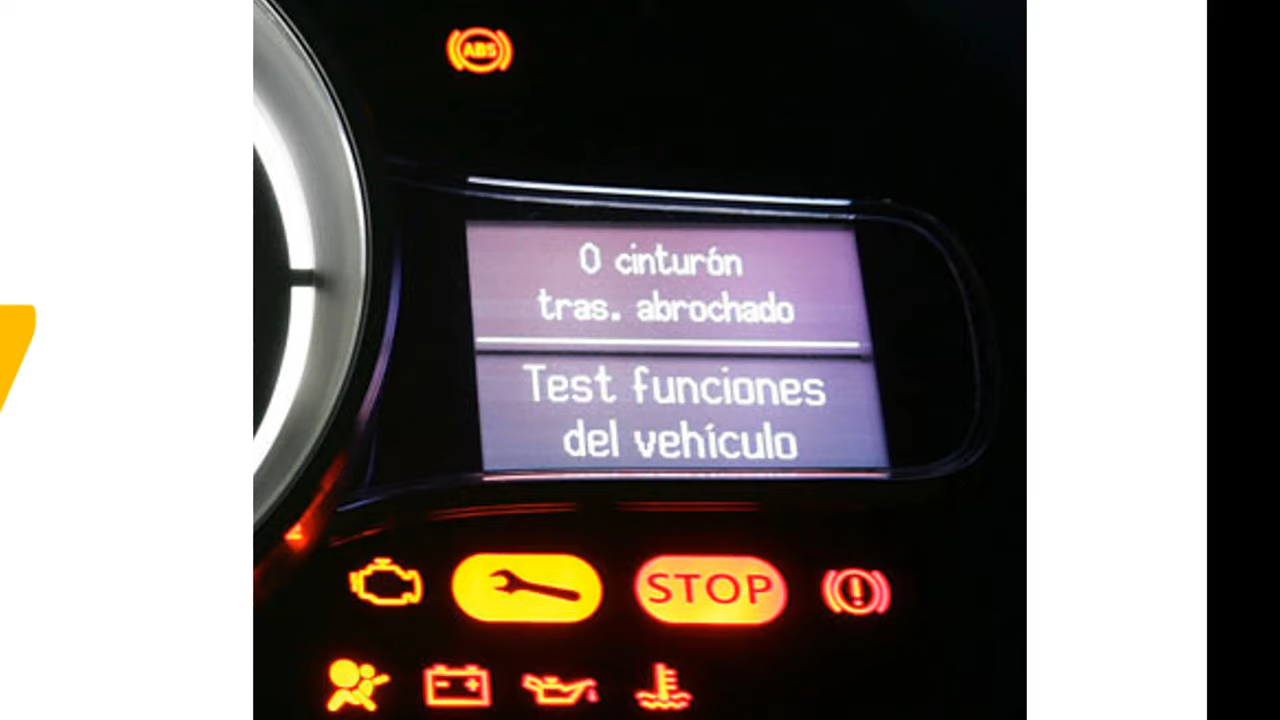 ABS
0 cinturón
tras. abrochado
Test funciones
del vehículo
STOP